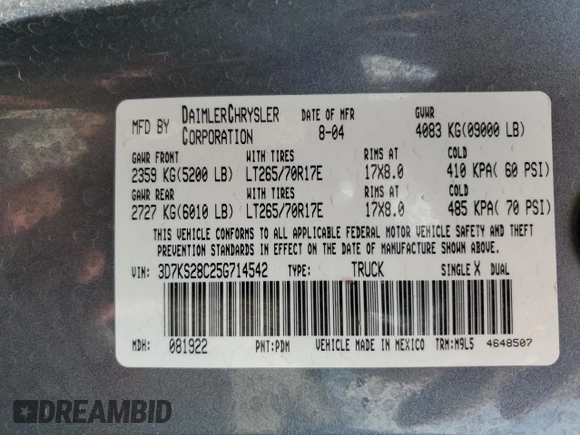 MFD BY DAIMLERCHRYSLER CORPORATION DATE OF MFR 8-04 GVWR 4083 KG(09000 LB)
GAWR FRONT WITH TIRES RIMS AT COLD
2359 KG(5200 LB) LT265/70R17E 17X8.0 410 KPA( 60 PSI)
GAWR REAR WITH TIRES RIMS AT COLD
2727 KG(6010 LB) LT265/70R17E 17X8.0 485 KPA( 70 PSI)
THIS VEHICLE CONFORMS TO ALL APPLICABLE FEDERAL MOTOR VEHICLE SAFETY AND THEFT
PREVENTION STANDARDS IN EFFECT ON THE DATE OF MANUFACTURE SHOWN ABOVE.
VIN: 3D7KS28C25G714542 TYPE: TRUCK SINGLE X DUAL
MDH: 081922 PNT:PDM VEHICLE MADE IN MEXICO TRM:M9L5 4648507
DREAMBID